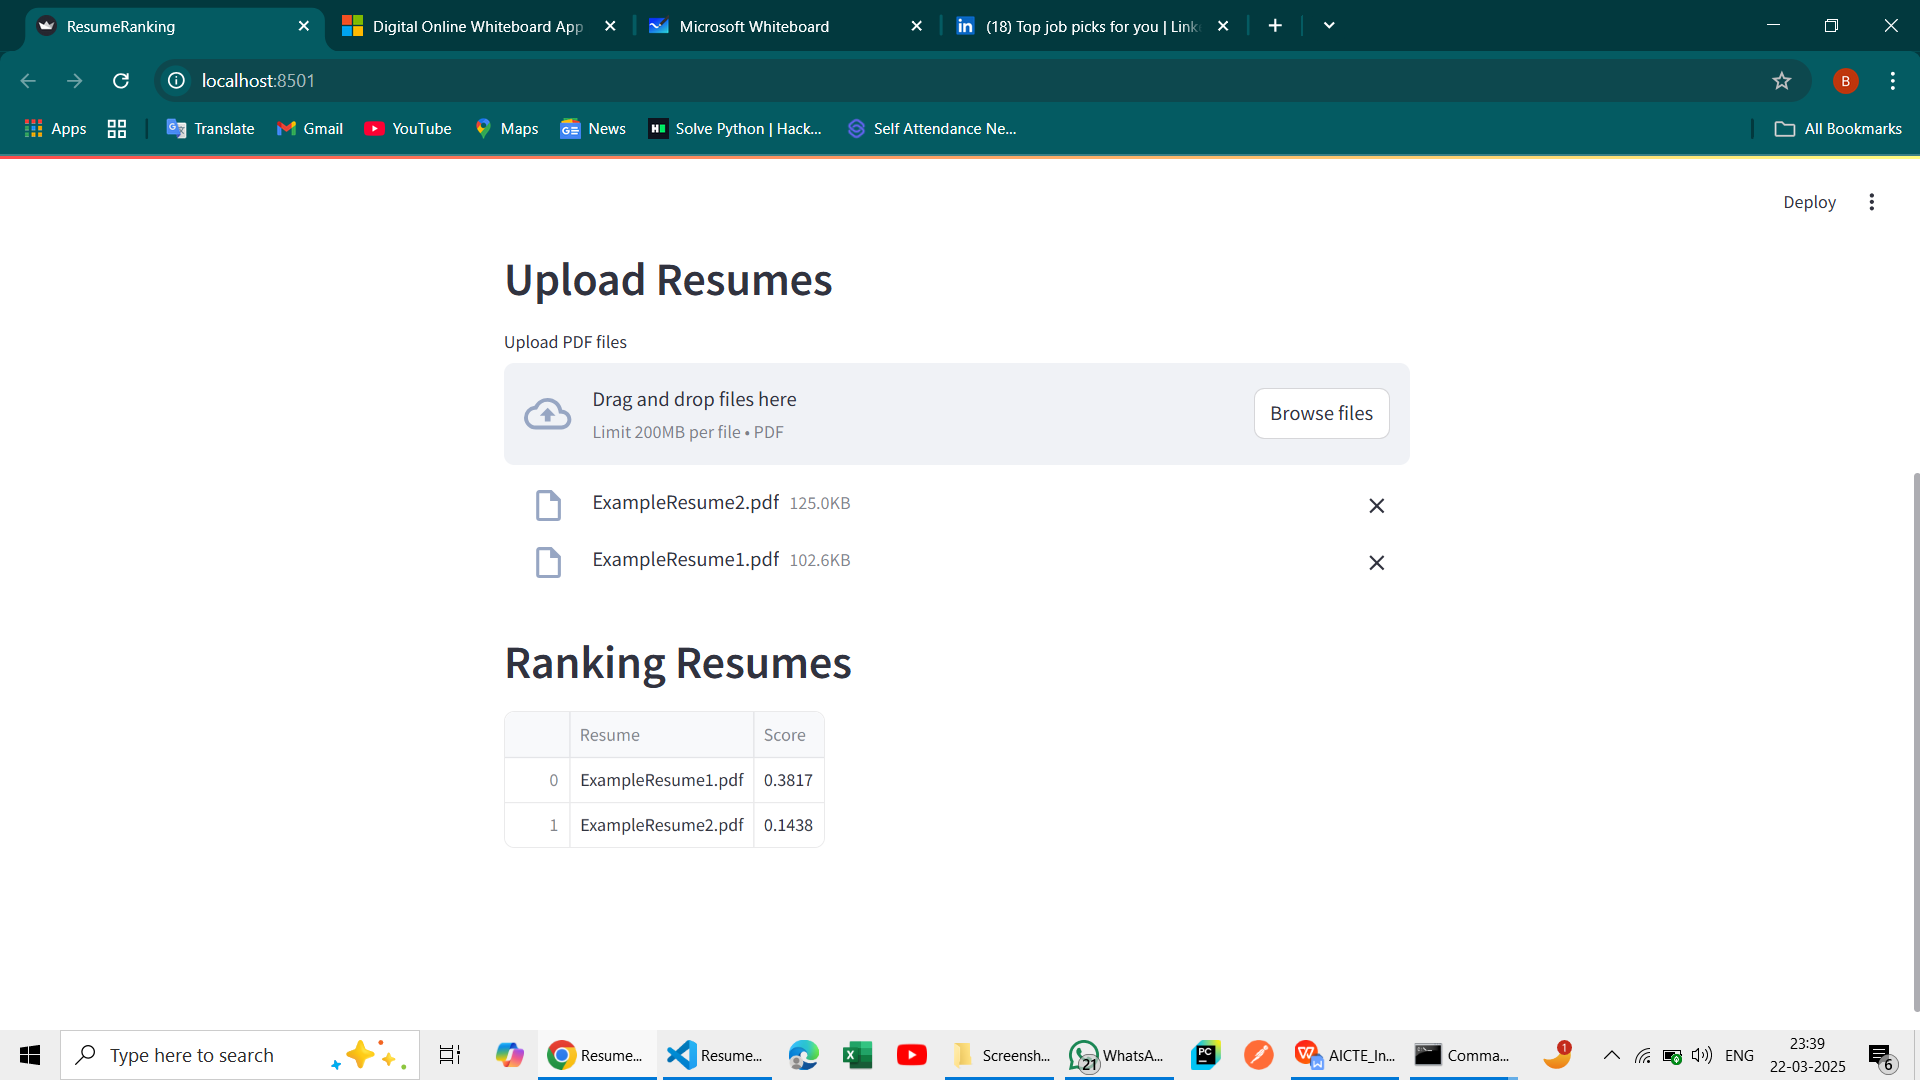 ResumeRanking
Digital Online Whiteboard App
Microsoft Whiteboard
(18) Top job picks for you | Link
localhost:8501
B
Apps
Translate
Gmail
YouTube
Maps
News
Solve Python | Hack...
Self Attendance Ne...
All Bookmarks
Deploy
Upload Resumes
Upload PDF files
Drag and drop files here
Limit 200MB per file • PDF
Browse files
ExampleResume2.pdf 125.0KB
ExampleResume1.pdf 102.6KB
Ranking Resumes
Resume Score
0 ExampleResume1.pdf 0.3817
1 ExampleResume2.pdf 0.1438
Type here to search
Resume...
Resume...
Screensh...
21
WhatsA...
PC
AICTE_In...
Comma...
1
ENG
23:39
22-03-2025
6